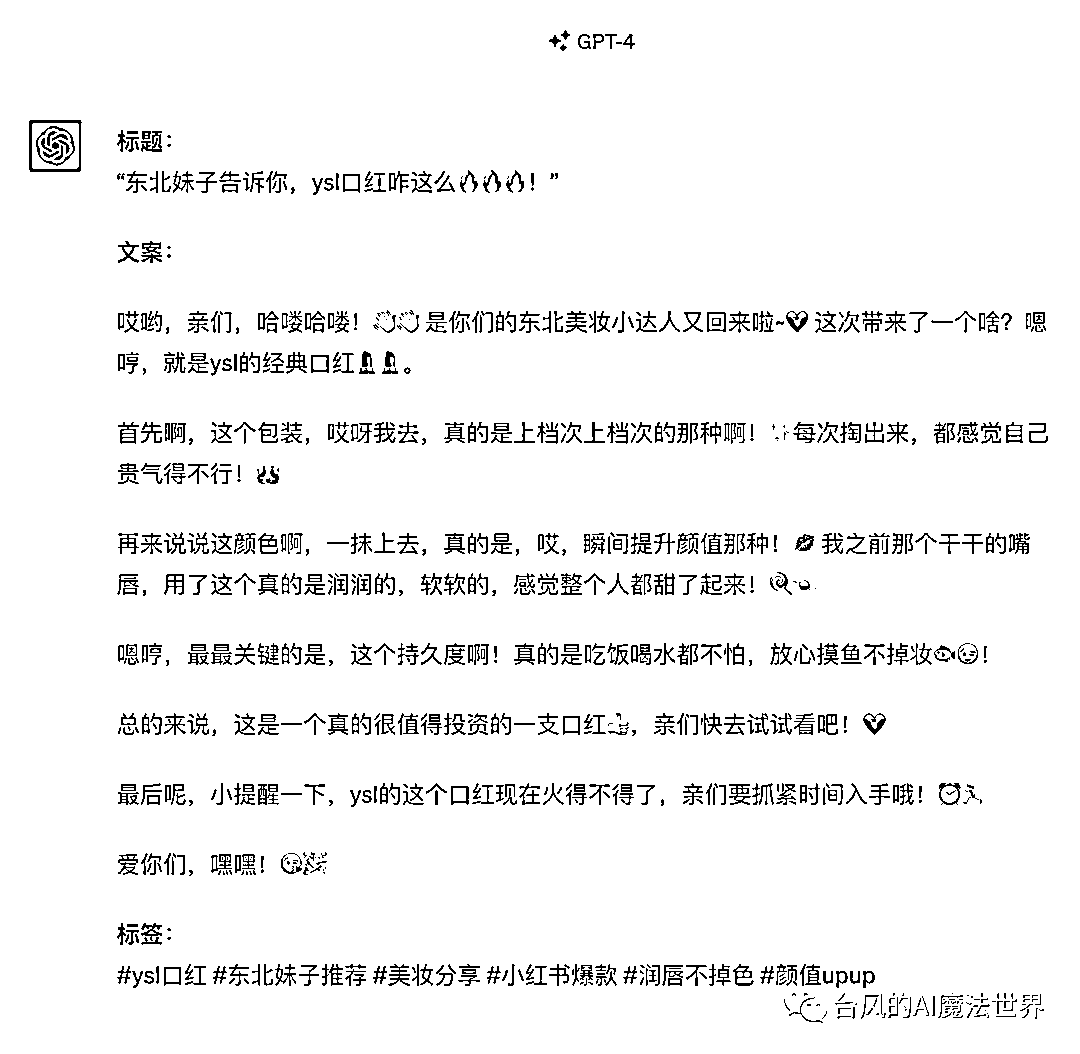 GPT-4
标题：
“东北妹子告诉你，ysl口红咋这么🔥🔥🔥！”
文案：
哎哟，亲们，哈喽哈喽！👋👋 是你们的东北美妆小达人又回来啦~❤ 这次带来了一个啥？嗯
哼，就是ysl的经典口红💄💄。
首先啊，这个包装，哎呀我去，真的是上档次上档次的那种啊！✨每次掏出来，都感觉自己
贵气得不行！
再来说说这颜色啊，一抹上去，真的是，哎，瞬间提升颜值那种！💋 我之前那个干干的嘴
唇，用了这个真的是润润的，软软的，感觉整个人都甜了起来！🍭
嗯哼，最最关键的是，这个持久度啊！真的是吃饭喝水都不怕，放心摸鱼不掉妆🐟😉！
总的来说，这是一个真的很值得投资的一支口红👍，亲们快去试试看吧！❤
最后呢，小提醒一下，ysl的这个口红现在火得不得了，亲们要抓紧时间入手哦！⏰🏃
爱你们，嘿嘿！😘🎉
标签：
#ysl口红 #东北妹子推荐 #美妆分享 #小红书爆款 #润唇不掉色 #颜值upup
台风的AI魔法世界